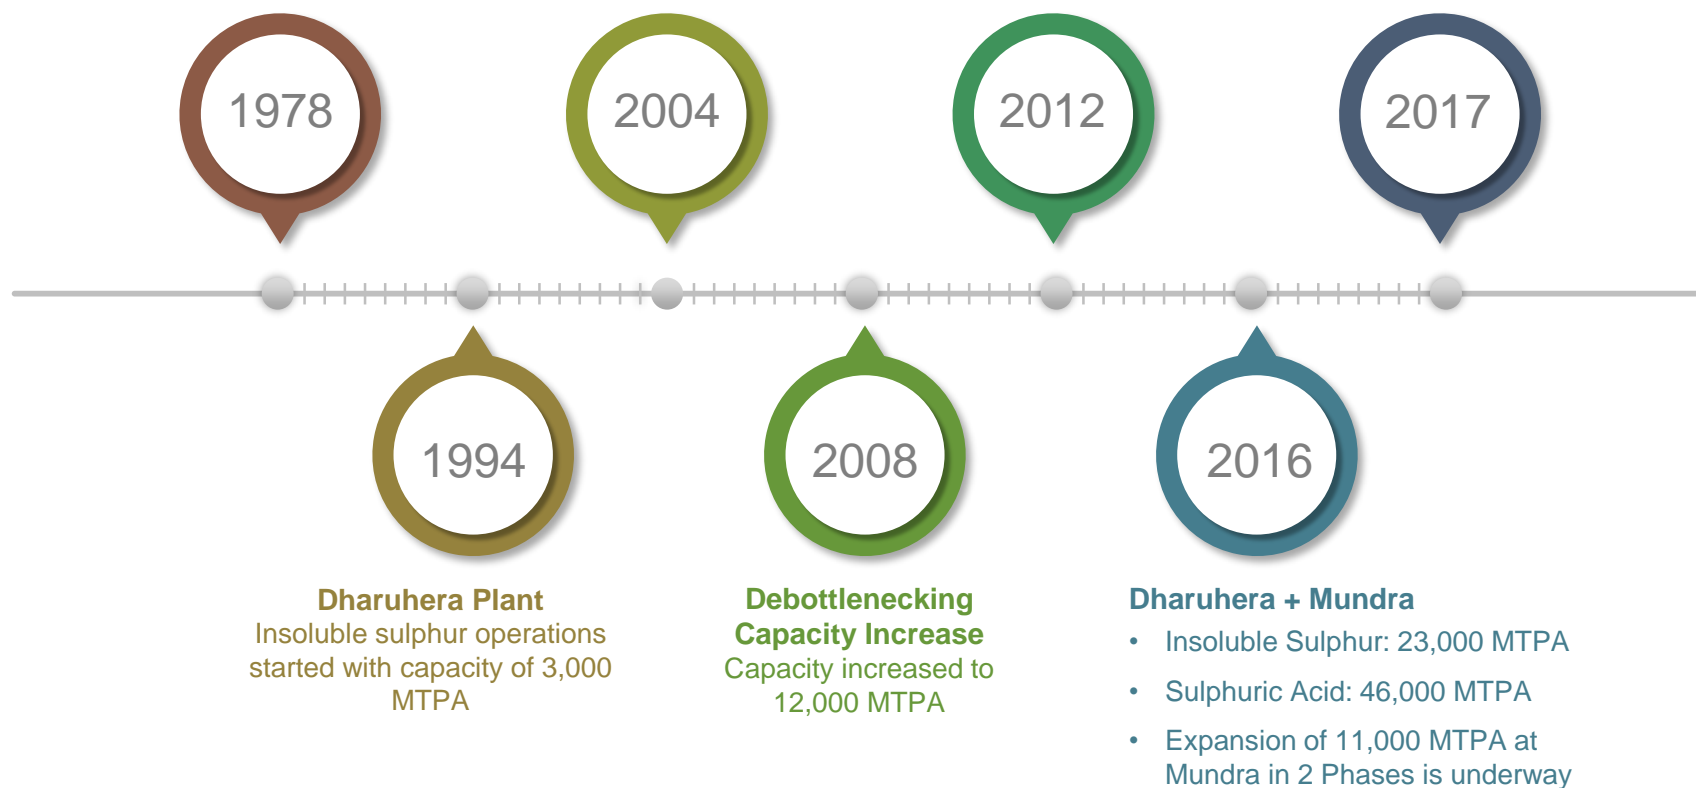 1978
2004
2012
2017
1994
2008
2016
Dharuhera Plant
Insoluble sulphur operations
started with capacity of 3,000
MTPA
Debottlenecking
Capacity Increase
Capacity increased to
12,000 MTPA
Dharuhera + Mundra
• Insoluble Sulphur: 23,000 MTPA
• Sulphuric Acid: 46,000 MTPA
• Expansion of 11,000 MTPA at
Mundra in 2 Phases is underway